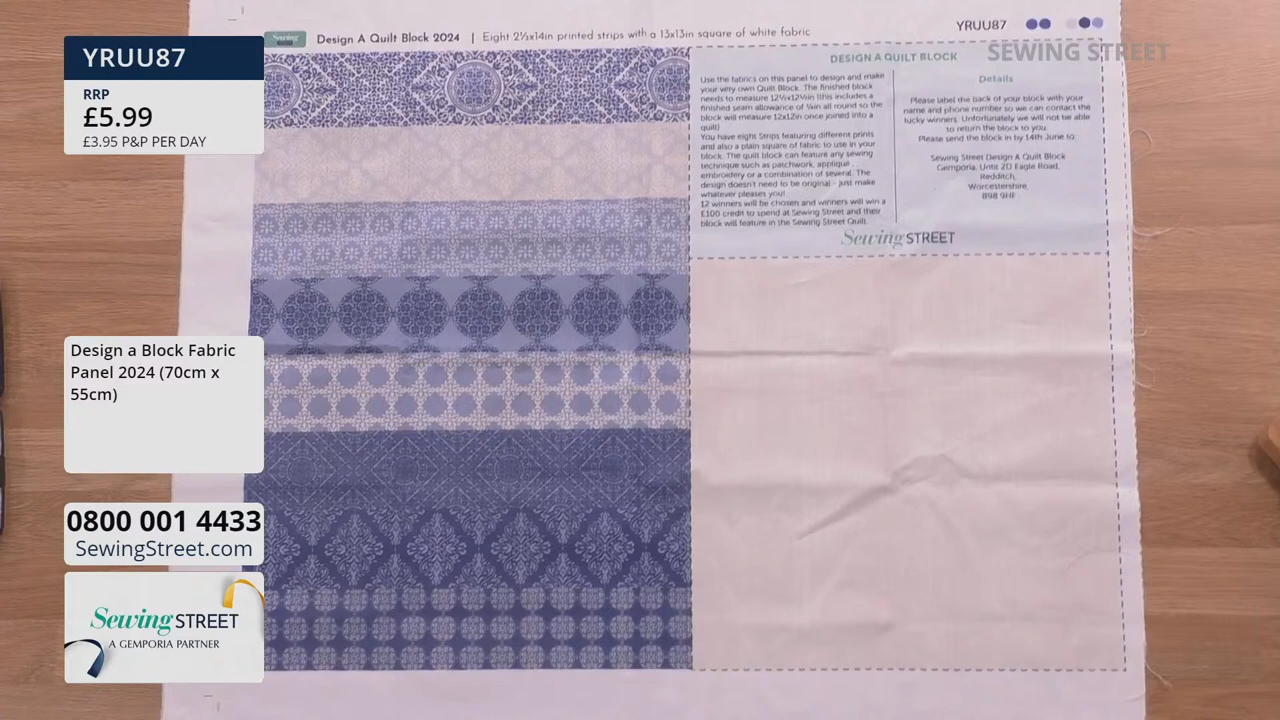 YRUU87
RRP
£5.99
£3.95 P&P PER DAY
Design a Block Fabric
Panel 2024 (70cm x
55cm)
0800 001 4433
SewingStreet.com
Sewing STREET
A GEMPORIA PARTNER
Sewing
Design A Quilt Block 2024 | Eight 2½x14in printed strips with a 13x13in square of white fabric
YRUU87
SEWING STREET
DESIGN A QUILT BLOCK
Use the fabrics on this panel to design and make
your very own Quilt Block. The finished block
needs to measure 12½x12½in (this includes a
finished seam allowance of ¼in all round so the
block will measure 12x12in once joined into a
quilt)
You have eight Strips featuring different prints
and also a plain square of fabric to use in your
block. The quilt block can feature any sewing
technique such as patchwork, applique,
embroidery or a combination of several. The
design doesn't need to be original - just make
whatever pleases you!
12 winners will be chosen and winners will win a
£100 credit to spend at Sewing Street and their
block will feature in the Sewing Street Quilt.
Details
Please label the back of your block with your
name and phone number so we can contact the
lucky winners. Unfortunately we will not be able
to return the block to you.
Please send the block in by 14th June to:
Sewing Street Design A Quilt Block
Gemporia, Unit 2D Eagle Road,
Redditch,
Worcestershire,
B98 9HF
Sewing STREET